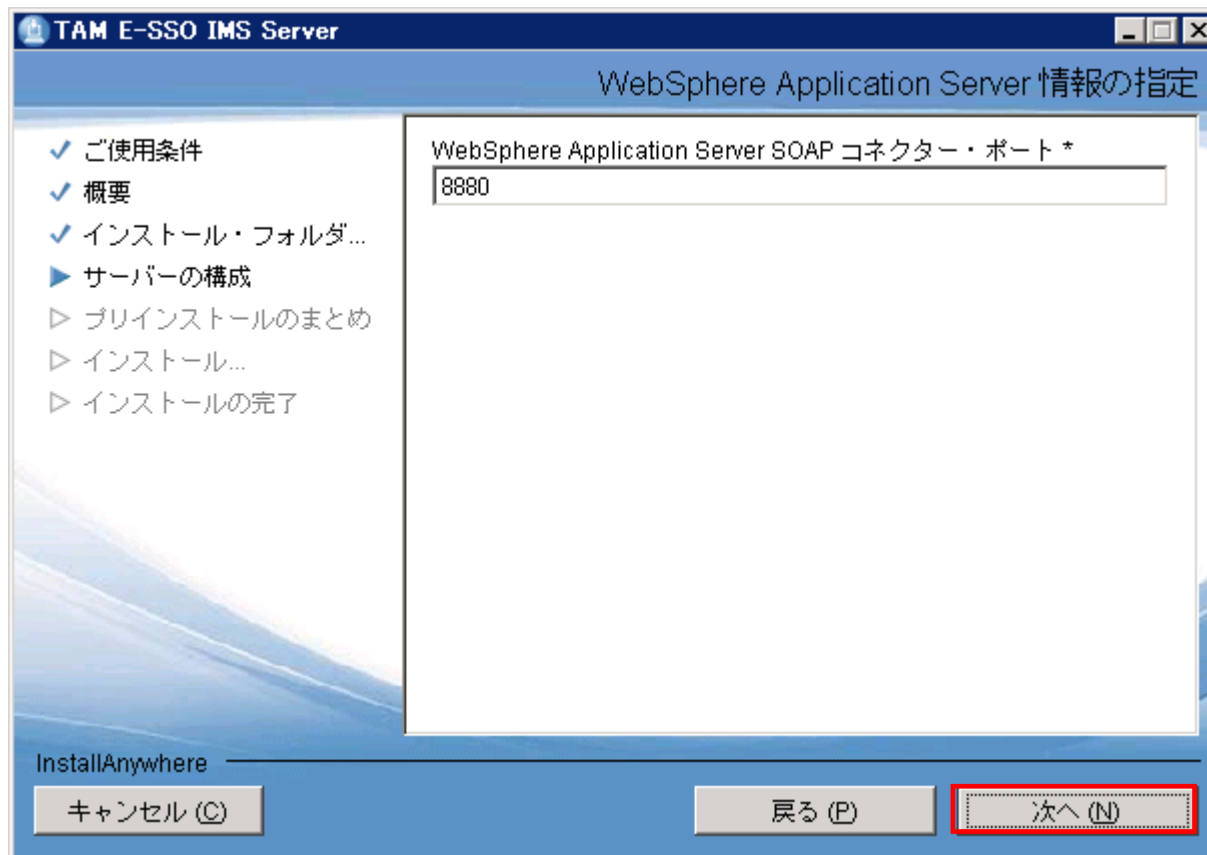 TAM E-SSO IMS Server
WebSphere Application Server 情報の指定
ご使用条件
概要
インストール・フォルダ...
サーバーの構成
プリインストールのまとめ
インストール...
インストールの完了
WebSphere Application Server SOAP コネクター・ポート *
8880
InstallAnywhere
キャンセル (C)
戻る (P)
次へ (N)